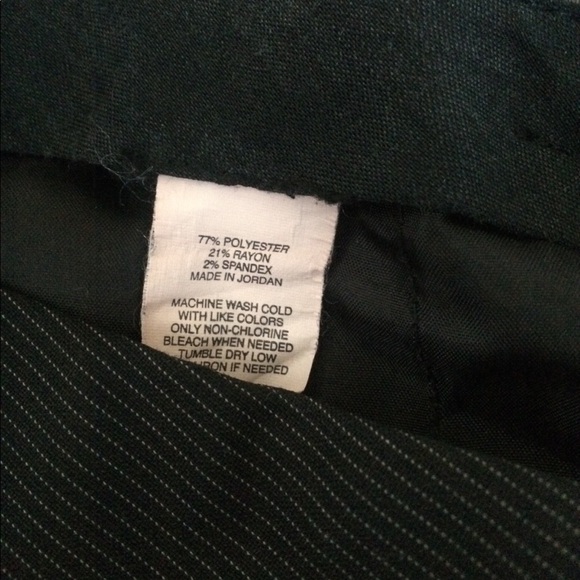 77% POLYESTER
21% RAYON
2% SPANDEX
MADE IN JORDAN
MACHINE WASH COLD
WITH LIKE COLORS
ONLY NON-CHLORINE
BLEACH WHEN NEEDED
TUMBLE DRY LOW
IRON IF NEEDED